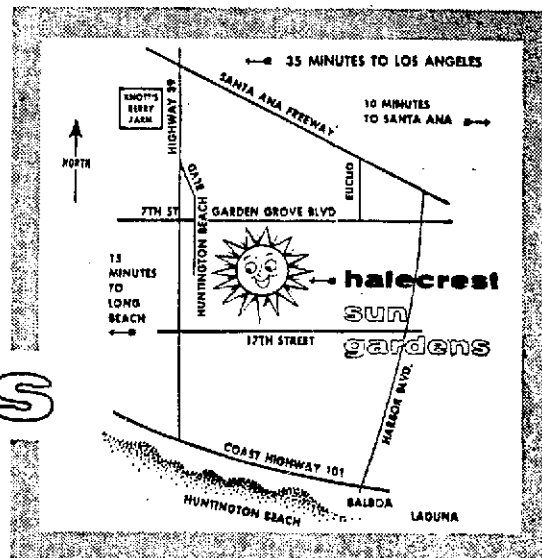 35 MINUTES TO LOS ANGELES
SANTA ANA FREEWAY
10 MINUTES
TO SANTA ANA
KNOTT'S
BERRY
FARM
HIGHWAY 39
NORTH
BLVD
EUCLID
7TH ST
GARDEN GROVE BLVD
HUNTINGTON BEACH
15
MINUTES
TO
LONG
BEACH
halecrest
sun
gardens
17TH STREET
HARBOR BLVD.
S
COAST HIGHWAY 101
HUNTINGTON BEACH
BALBOA
LAGUNA